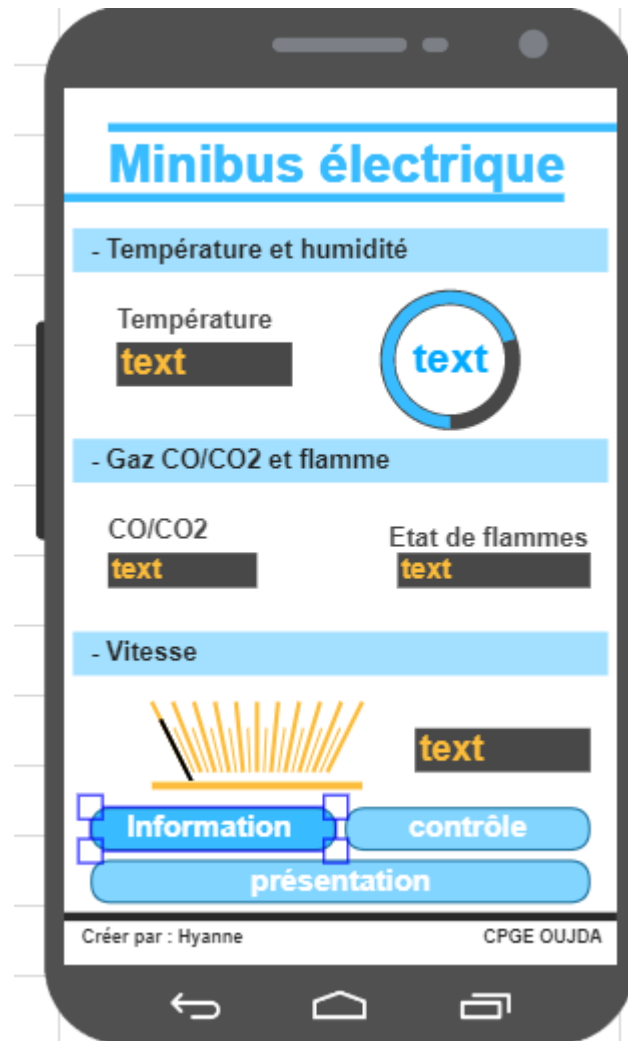 Minibus électrique
- Température et humidité
Température
text
text
- Gaz CO/CO2 et flamme
CO/CO2
Etat de flammes
text
text
- Vitesse
text
Information
contrôle
présentation
Créer par : Hyanne
CPGE OUJDA